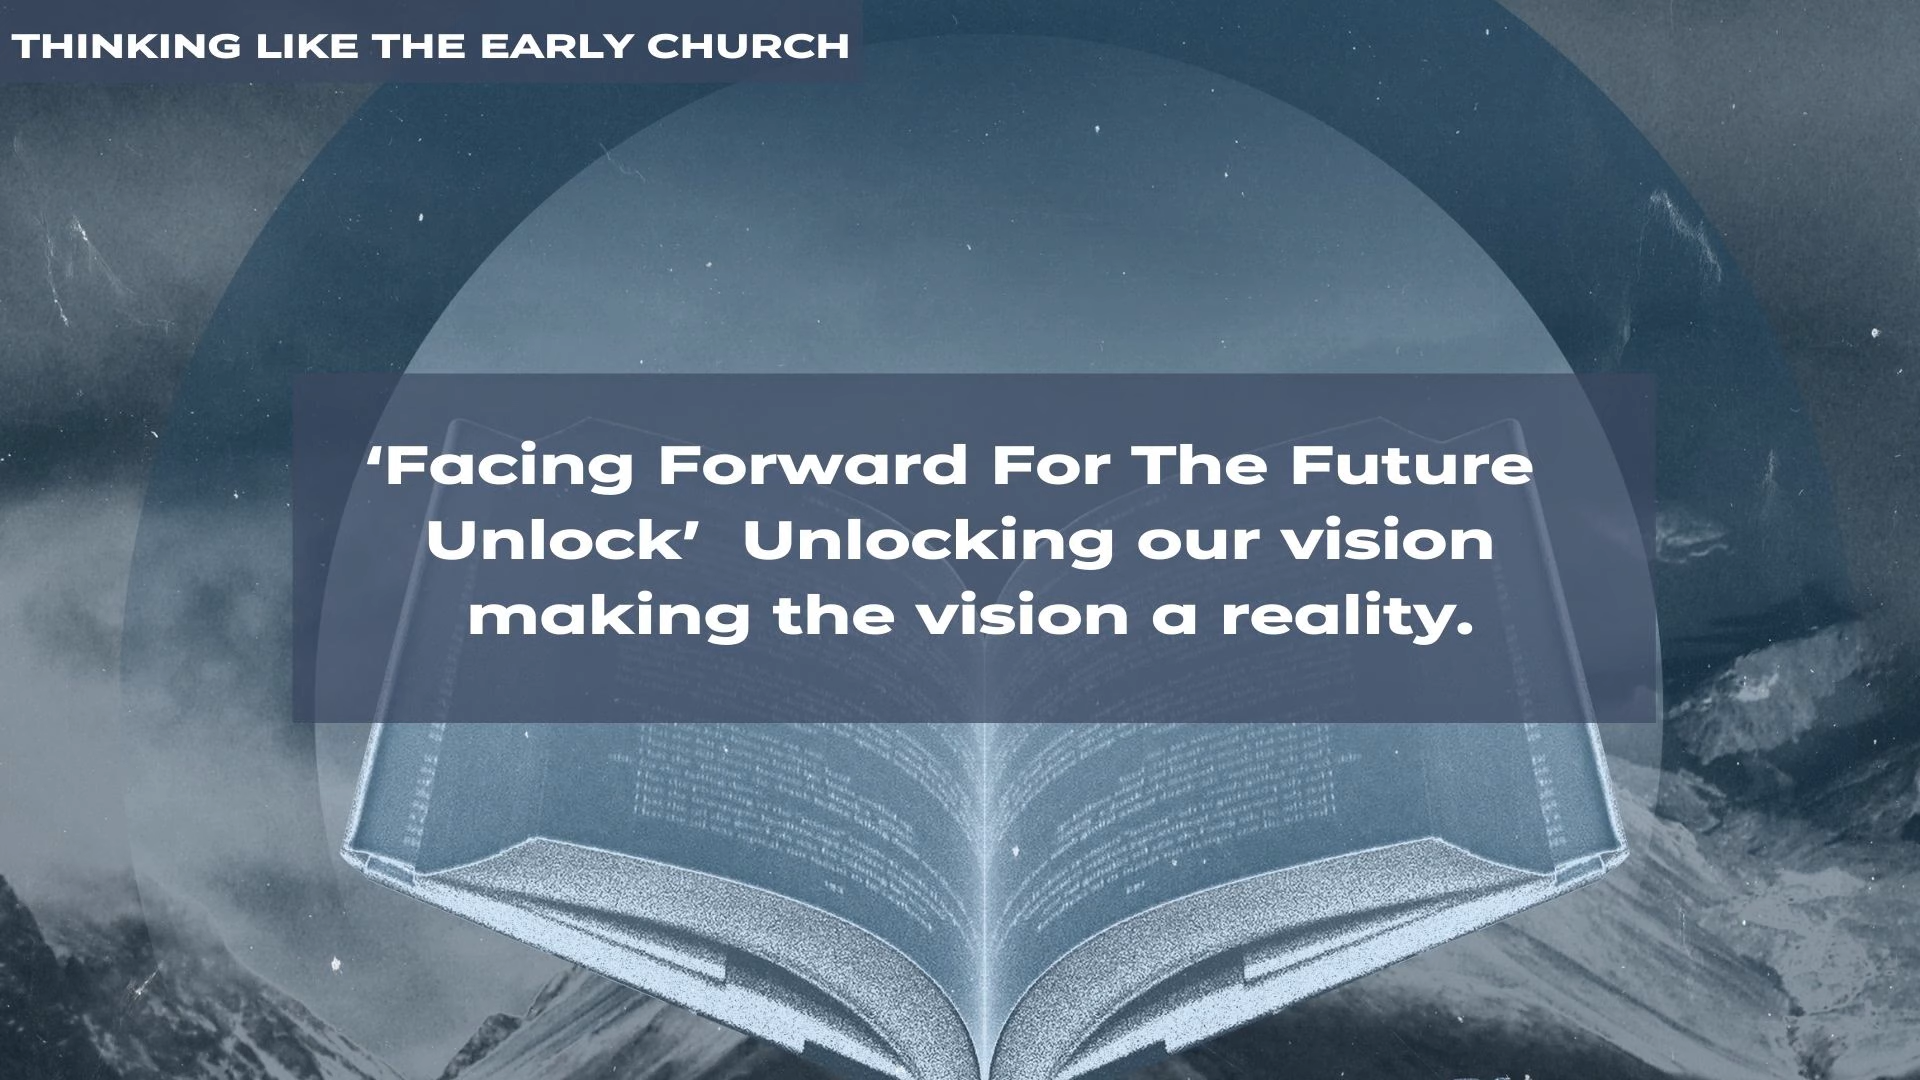 THINKING LIKE THE EARLY CHURCH
‘Facing Forward For The Future
Unlock’  Unlocking our vision
making the vision a reality.